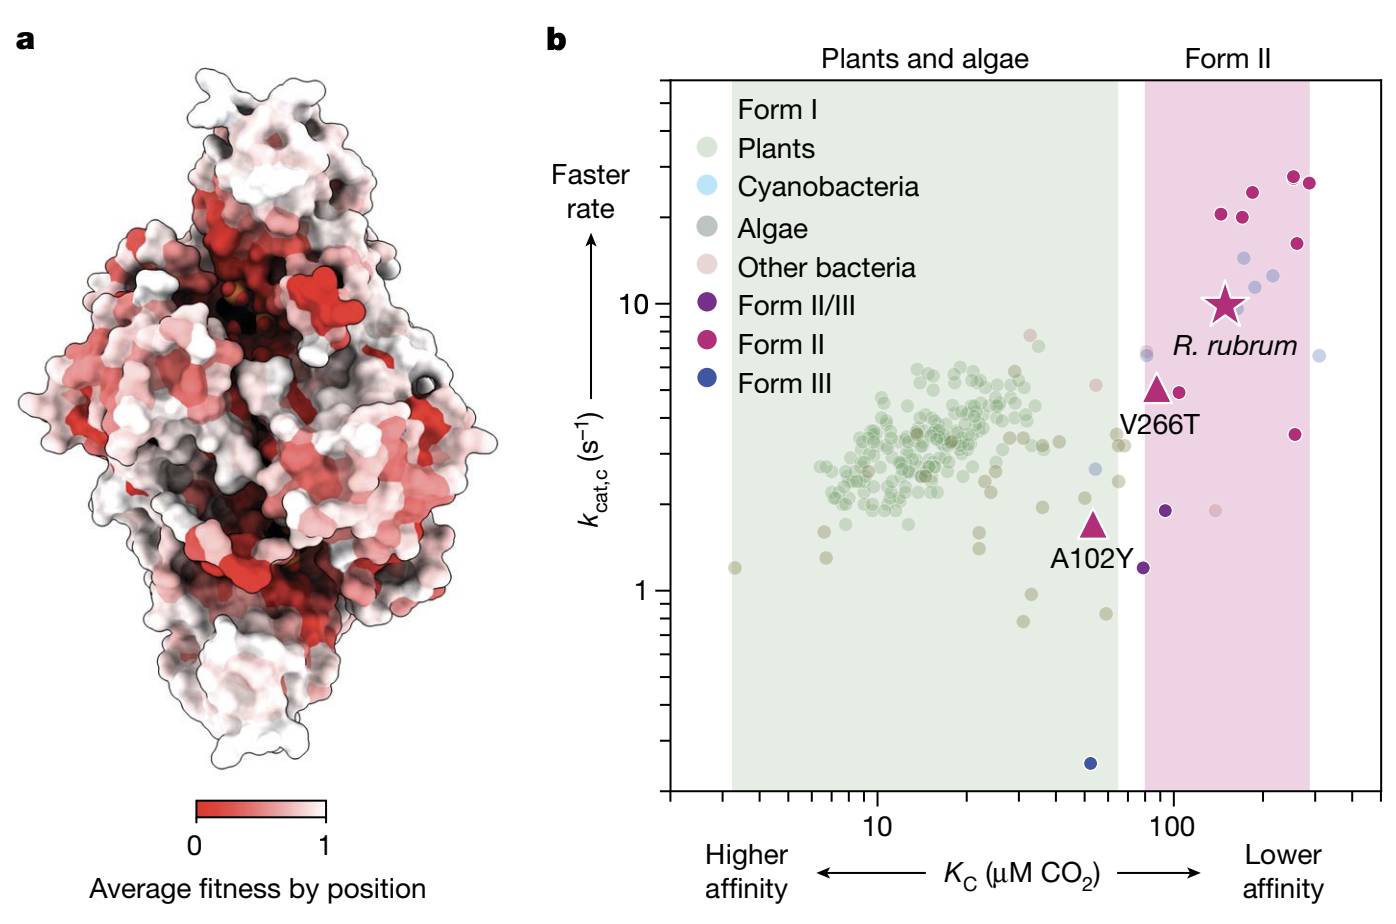 a
0
1
Average fitness by position
b
Plants and algae
Form II
Faster
rate
Form I
Plants
Cyanobacteria
Algae
Other bacteria
Form II/III
Form II
Form III
R. rubrum
V266T
A102Y
10
1
kcat,c (s–1)
10
100
Higher
affinity
KC (μM CO2)
Lower
affinity